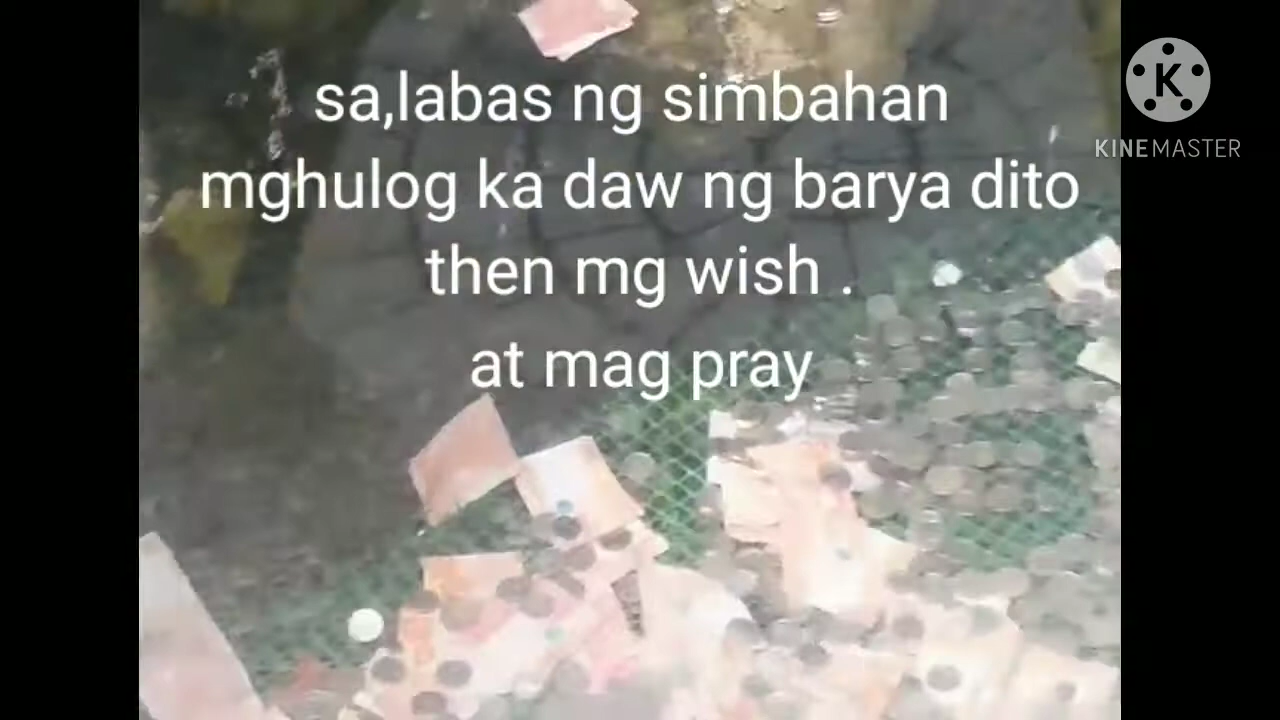 sa,labas ng simbahan
mghulog ka daw ng barya dito
then mg wish .
at mag pray
K
KINEMASTER